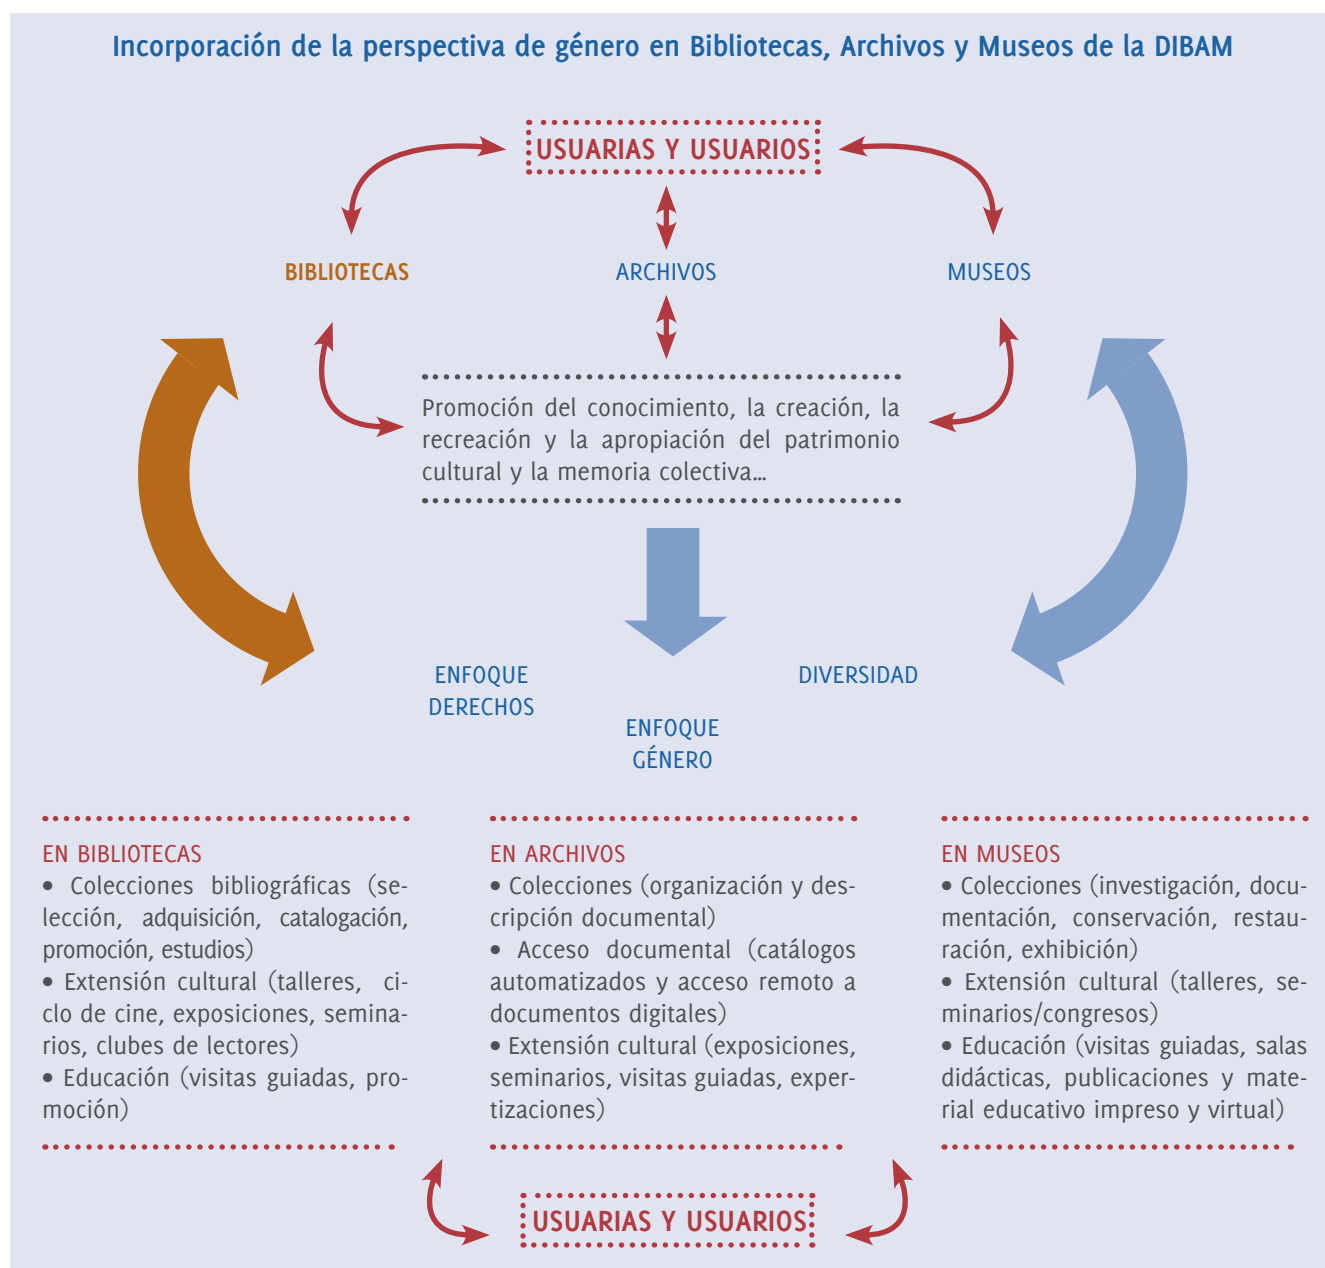 Incorporación de la perspectiva de género en Bibliotecas, Archivos y Museos de la DIBAM
USUARIAS Y USUARIOS
BIBLIOTECAS
ARCHIVOS
MUSEOS
Promoción del conocimiento, la creación, la
recreación y la apropiación del patrimonio
cultural y la memoria colectiva...
ENFOQUE
DERECHOS
ENFOQUE
GÉNERO
DIVERSIDAD
EN BIBLIOTECAS
• Colecciones bibliográficas (se-
lección, adquisición, catalogación,
promoción, estudios)
• Extensión cultural (talleres, ci-
clo de cine, exposiciones, semina-
rios, clubes de lectores)
• Educación (visitas guiadas, pro-
moción)
EN ARCHIVOS
• Colecciones (organización y des-
cripción documental)
• Acceso documental (catálogos
automatizados y acceso remoto a
documentos digitales)
• Extensión cultural (exposiciones,
seminarios, visitas guiadas, exper-
tizaciones)
EN MUSEOS
• Colecciones (investigación, docu-
mentación, conservación, restau-
ración, exhibición)
• Extensión cultural (talleres, se-
minarios/congresos)
• Educación (visitas guiadas, salas
didácticas, publicaciones y mate-
rial educativo impreso y virtual)
USUARIAS Y USUARIOS